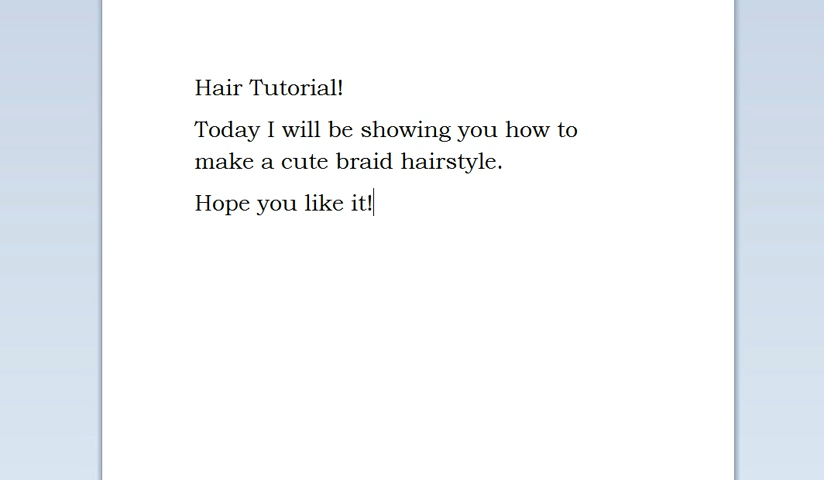 Hair Tutorial!
Today I will be showing you how to
make a cute braid hairstyle.
Hope you like it!